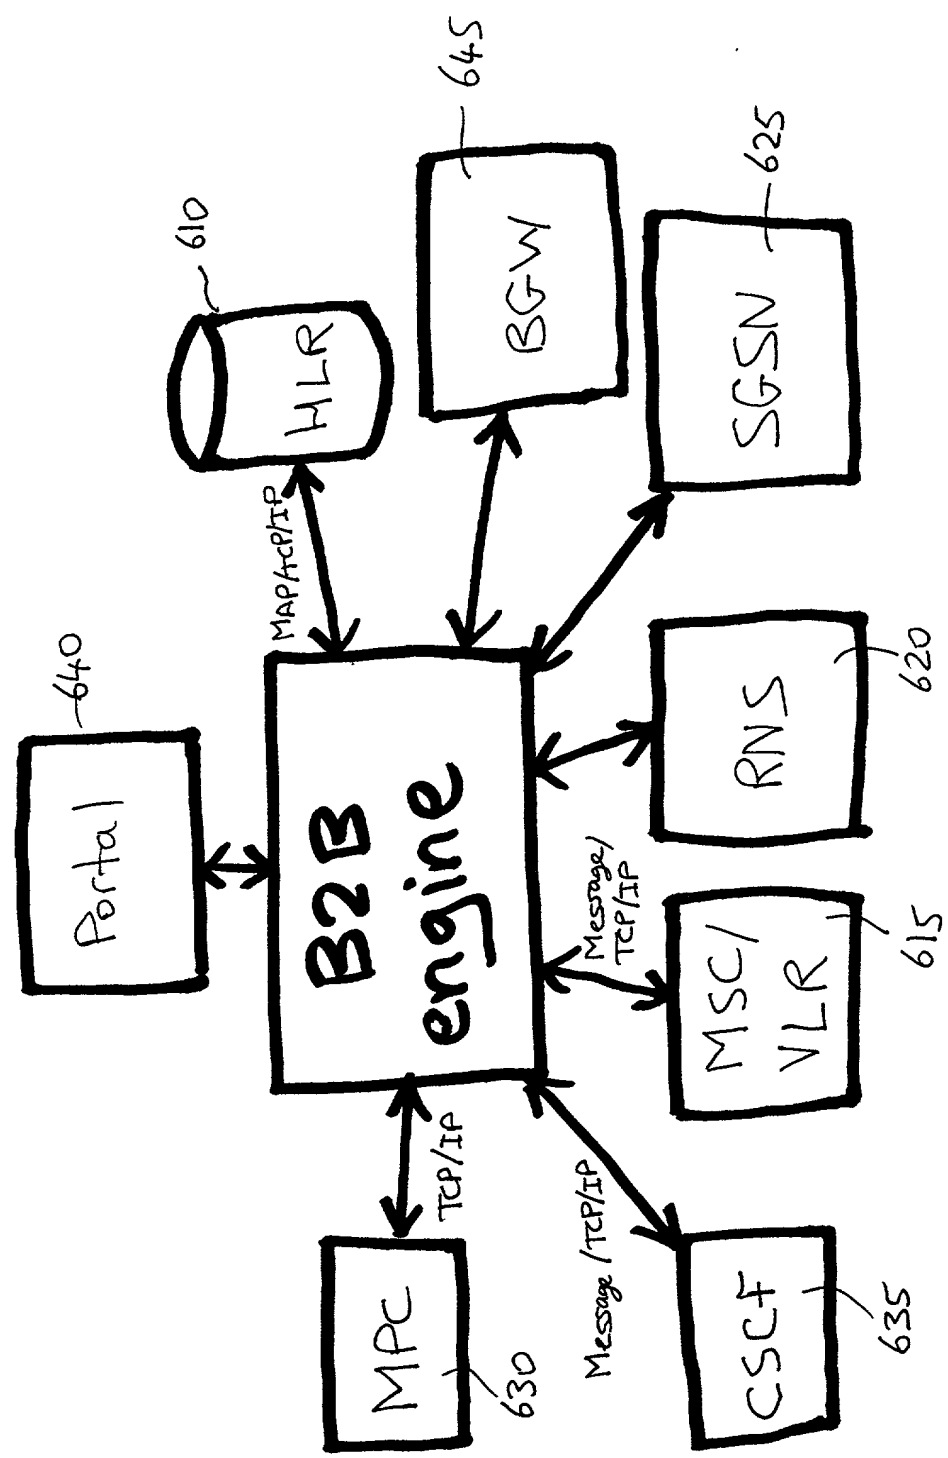 640
Portal
610
HLR
MAP/TCP/IP
645
BGW
625
SGSN
B2B
engine
MPC
630
TCP/IP
Message/TCP/IP
CSCF
635
Message/
TCP/IP
MSC/
VLR
615
RNS
620